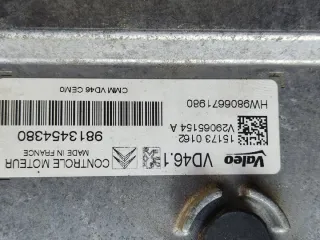 Valeo VD46.1
CONTROLE MOTEUR
MADE IN FRANCE
15173 0162
V29065154 A
9813454380
HW9806671980
CMM VD46 CEM0